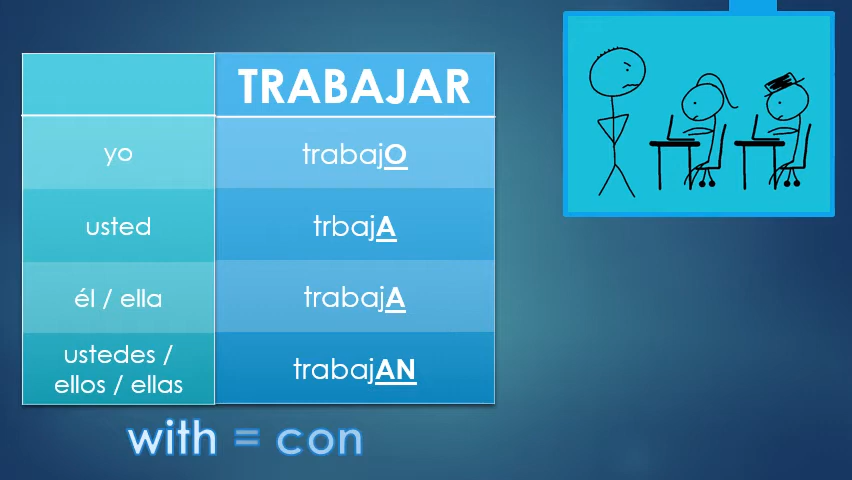 TRABAJAR
yo trabajO
usted trbajA
él / ella trabajA
ustedes /
ellos / ellas trabajAN
with = con